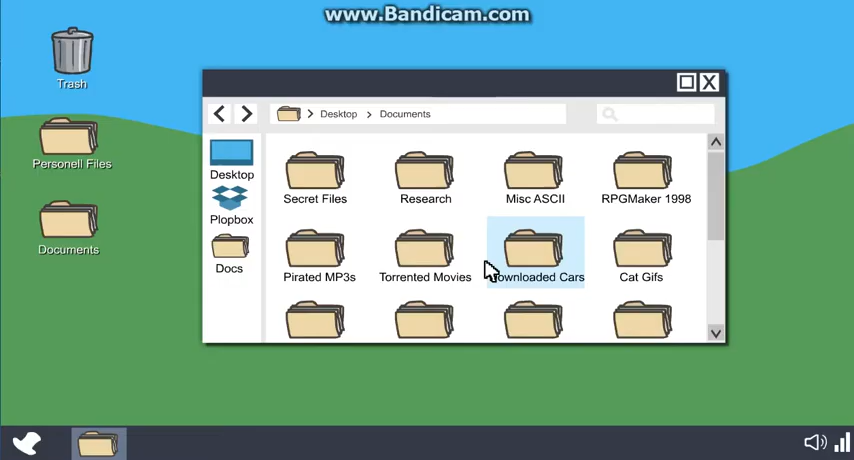 www.Bandicam.com
Trash
Personell Files
Documents
Desktop > Documents
Desktop
Plopbox
Docs
Secret Files
Research
Misc ASCII
RPGMaker 1998
Pirated MP3s
Torrented Movies
ownloaded Cars
Cat Gifs